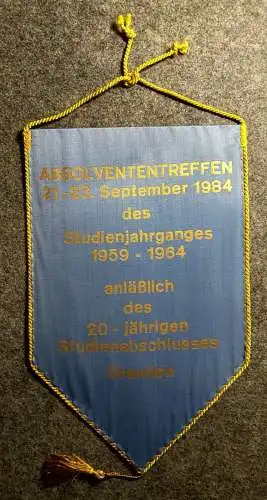 ABSOLVENTENTREFFEN
21.-23. September 1984
des
Studienjahrganges
1959 - 1964
anläßlich
des
20 - jährigen
Studienabschlusses
Dresden